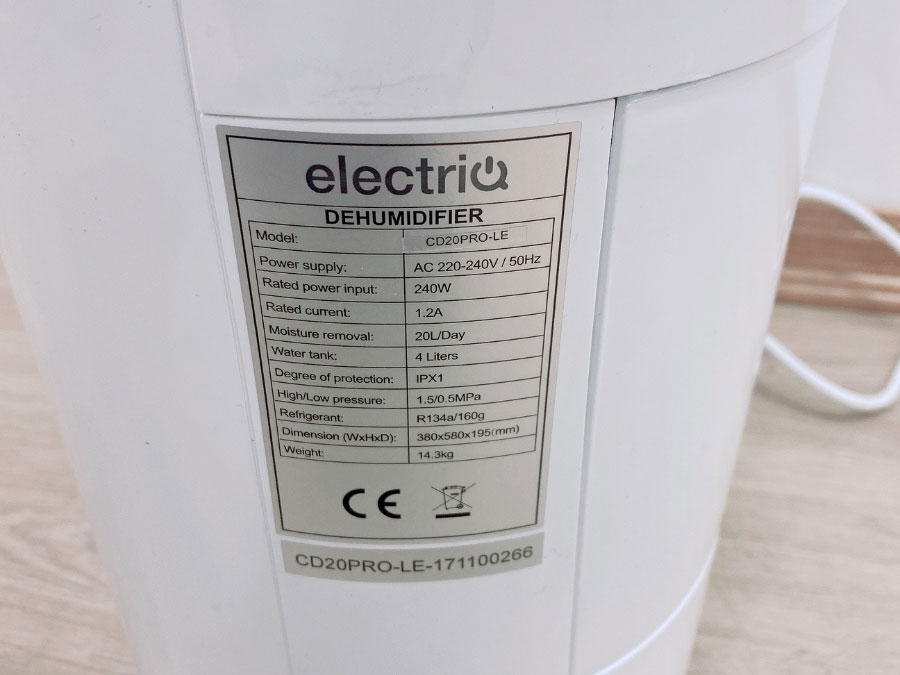 electriQ
DEHUMIDIFIER
Model: CD20PRO-LE
Power supply: AC 220-240V / 50Hz
Rated power input: 240W
Rated current: 1.2A
Moisture removal: 20L/Day
Water tank: 4 Liters
Degree of protection: IPX1
High/Low pressure: 1.5/0.5MPa
Refrigerant: R134a/160g
Dimension (WxHxD): 380x580x195(mm)
Weight: 14.3kg
CE
CD20PRO-LE-171100266